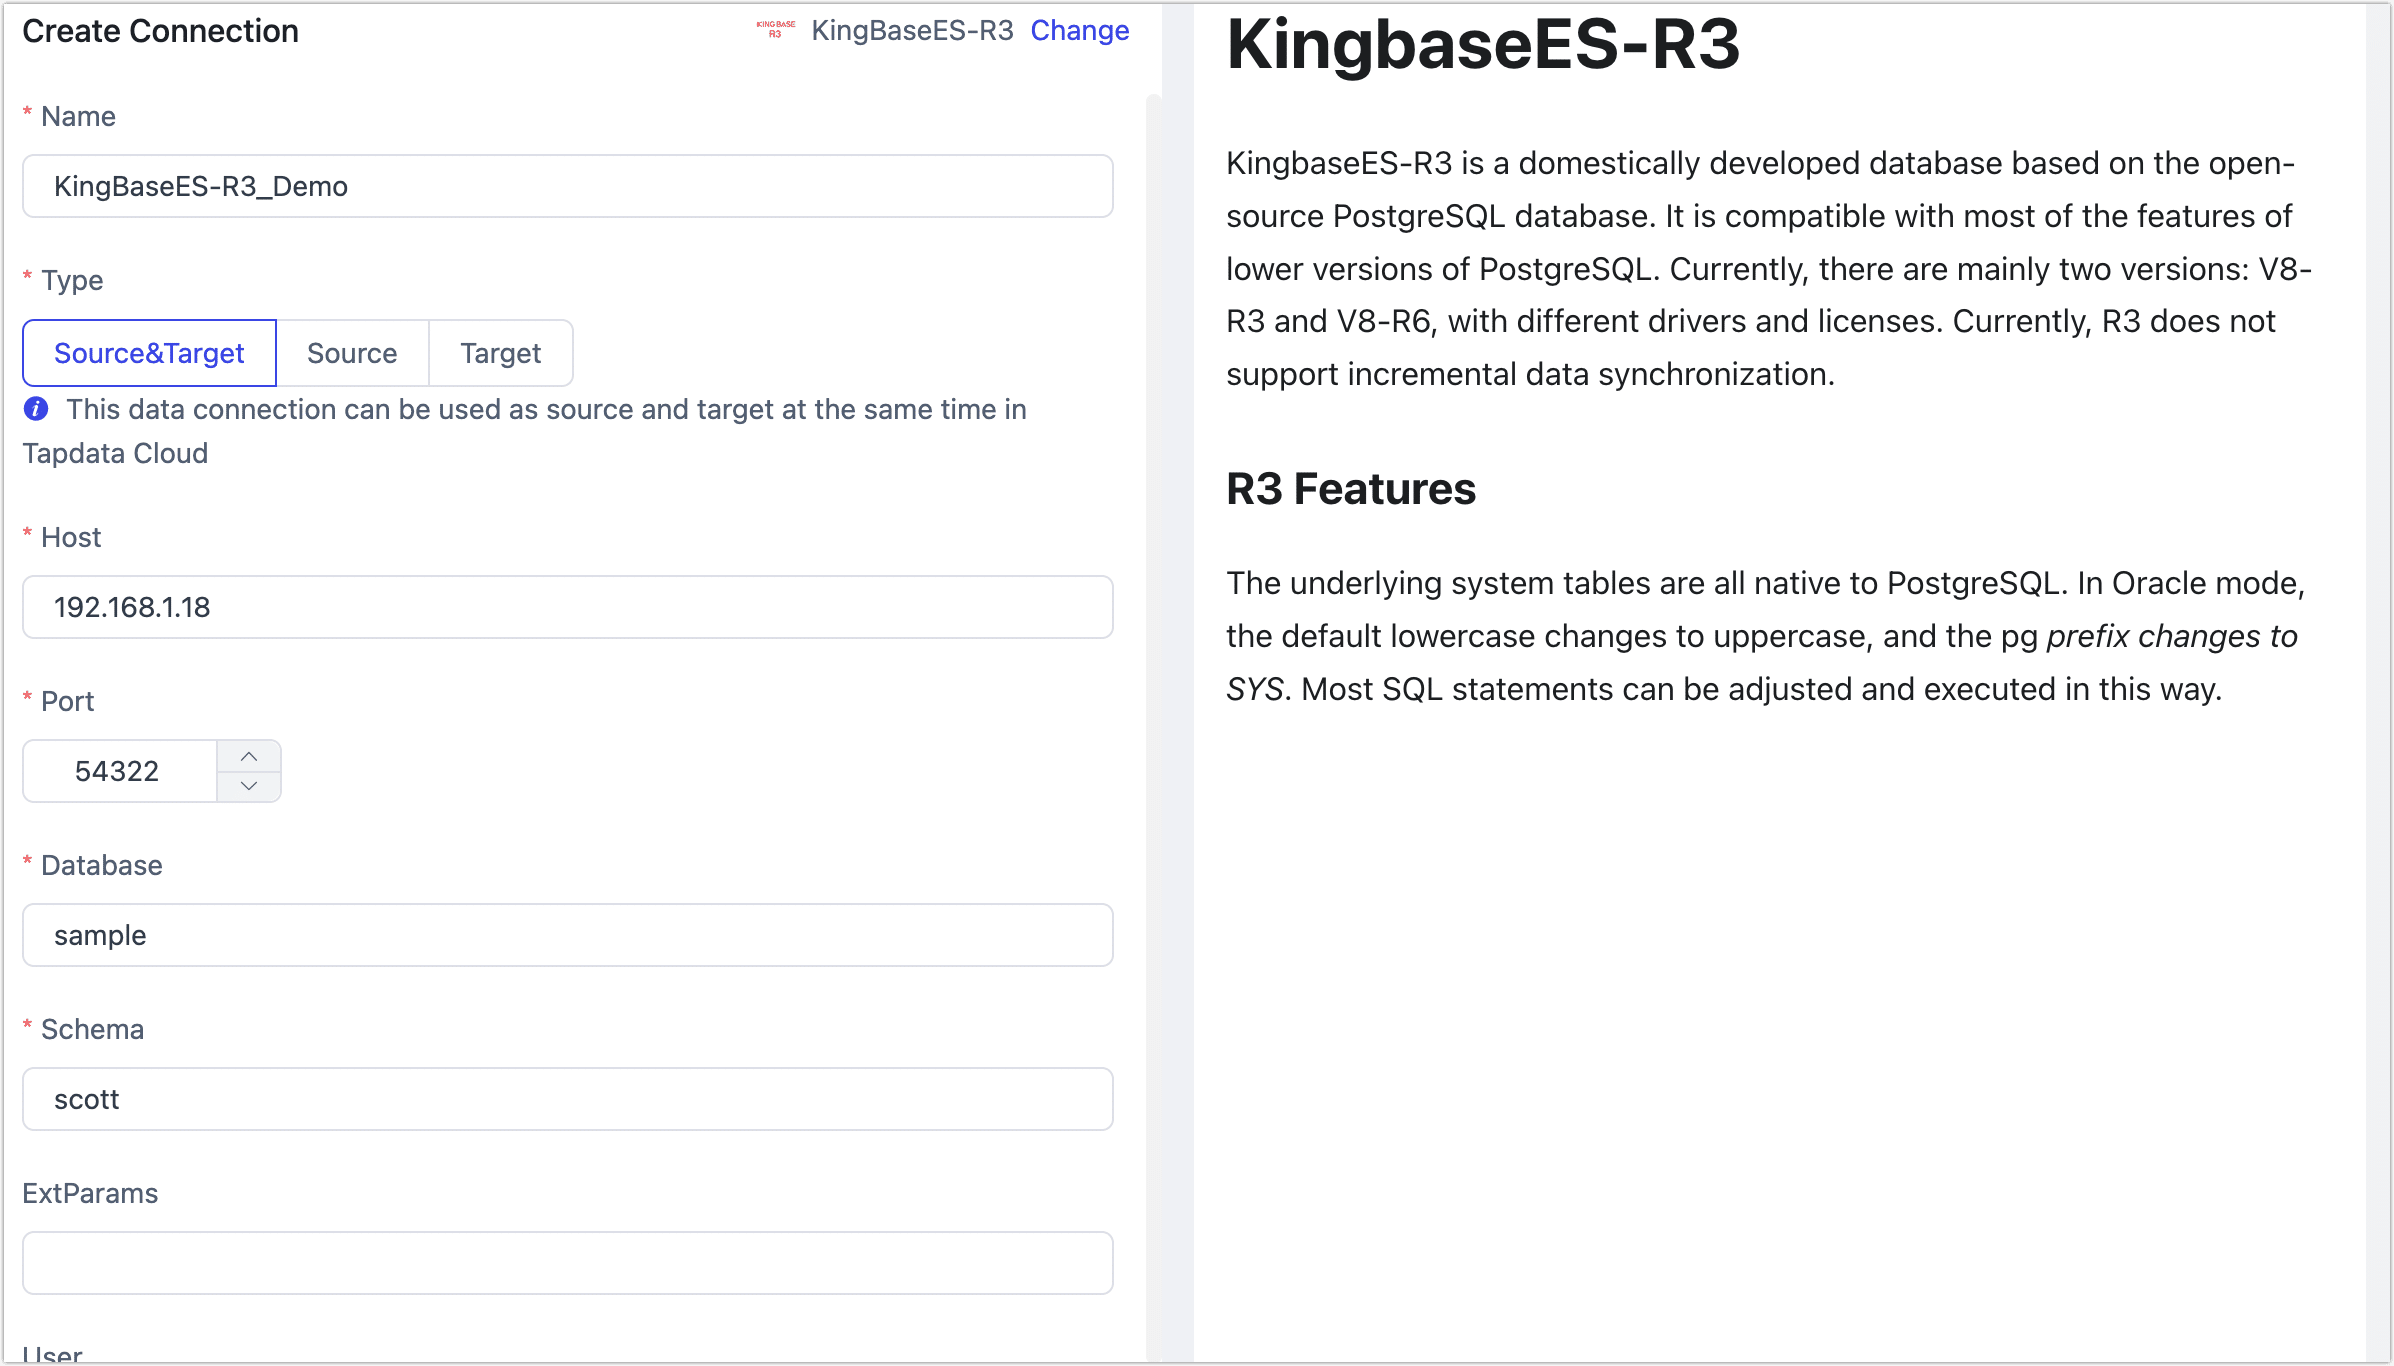 Create Connection
KINGBASE
R3
KingBaseES-R3 Change
* Name
KingBaseES-R3_Demo
* Type
Source&Target Source Target
i This data connection can be used as source and target at the same time in
Tapdata Cloud
* Host
192.168.1.18
* Port
54322
* Database
sample
* Schema
scott
ExtParams
User
KingbaseES-R3
KingbaseES-R3 is a domestically developed database based on the open-
source PostgreSQL database. It is compatible with most of the features of
lower versions of PostgreSQL. Currently, there are mainly two versions: V8-
R3 and V8-R6, with different drivers and licenses. Currently, R3 does not
support incremental data synchronization.
R3 Features
The underlying system tables are all native to PostgreSQL. In Oracle mode,
the default lowercase changes to uppercase, and the pg prefix changes to
SYS. Most SQL statements can be adjusted and executed in this way.